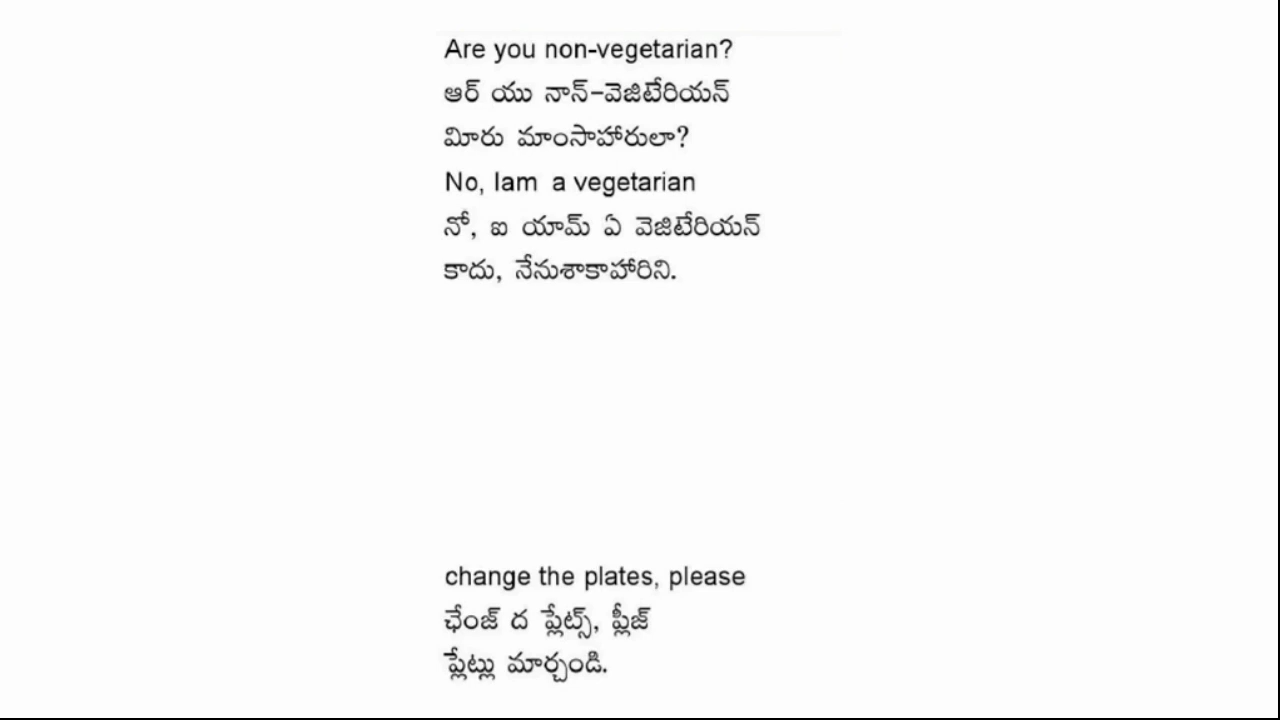 Are you non-vegetarian?
ఆర్ యు నాన్-వెజిటేరియన్
మీరు మాంసాహారులా?
No, Iam a vegetarian
నో, ఐ యామ్ ఏ వెజిటేరియన్
కాదు, నేనుశాకాహారిని.
change the plates, please
ఛేంజ్ ద ప్లేట్స్, ప్లీజ్
ప్లేట్లు మార్చండి.